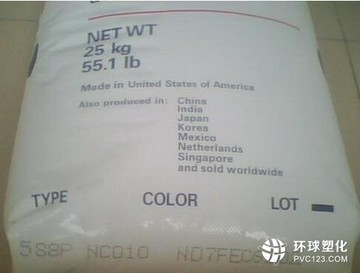 NET WT
25 kg
55.1 lb
Made in United States of America
Also produced in: China
India
Japan
Korea
Mexico
Netherlands
Singapore
and sold worldwide
TYPE COLOR LOT
588P NC010
环球塑化
PVC123.COM